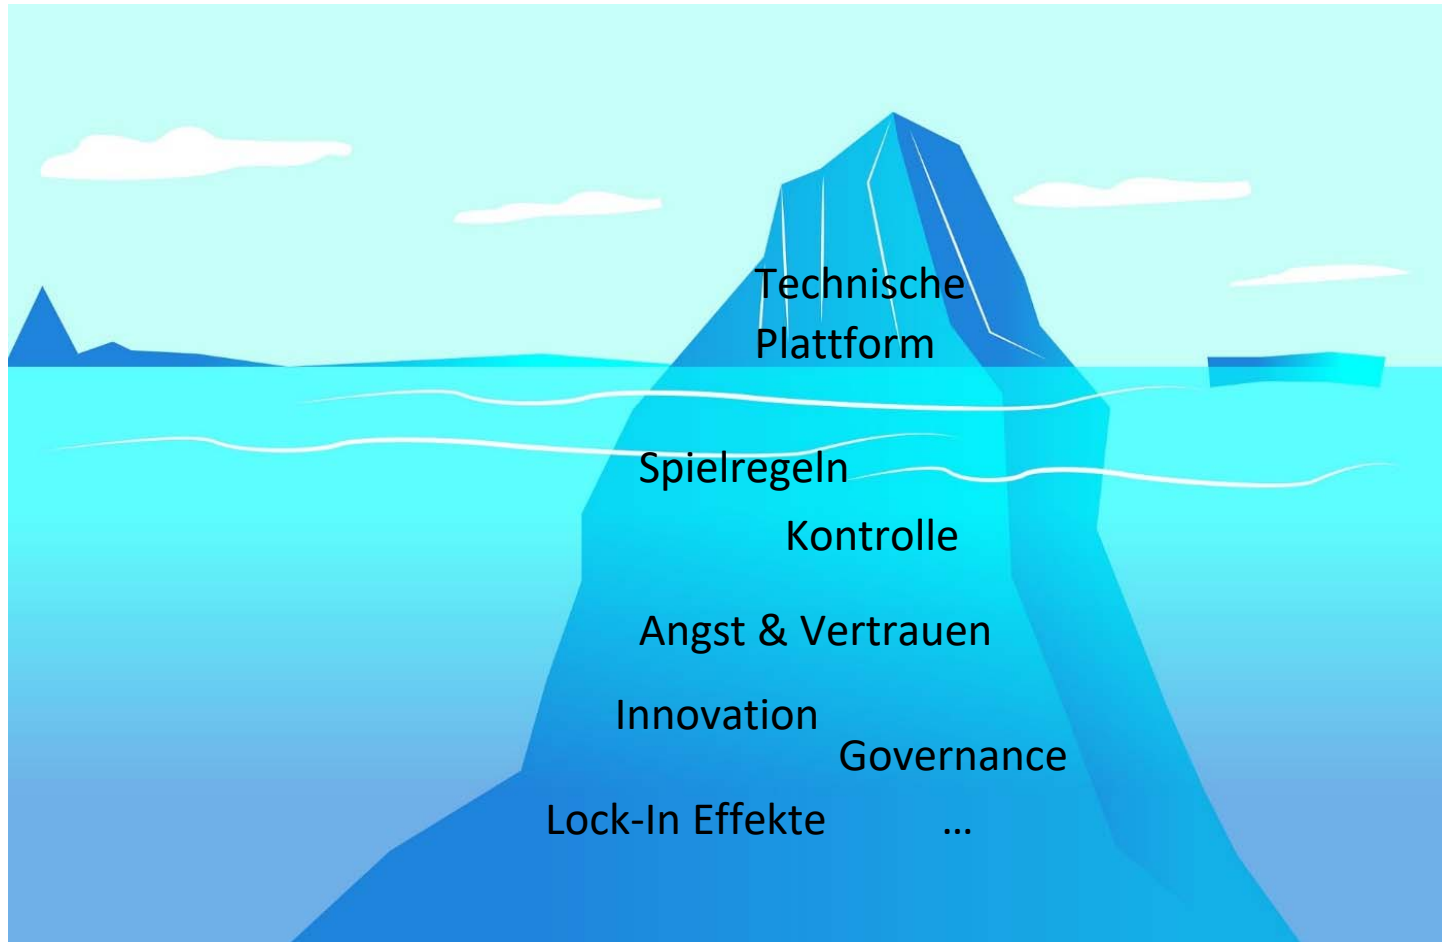 Technische
Plattform
Spielregeln
Kontrolle
Angst & Vertrauen
Innovation
Governance
Lock-In Effekte
...